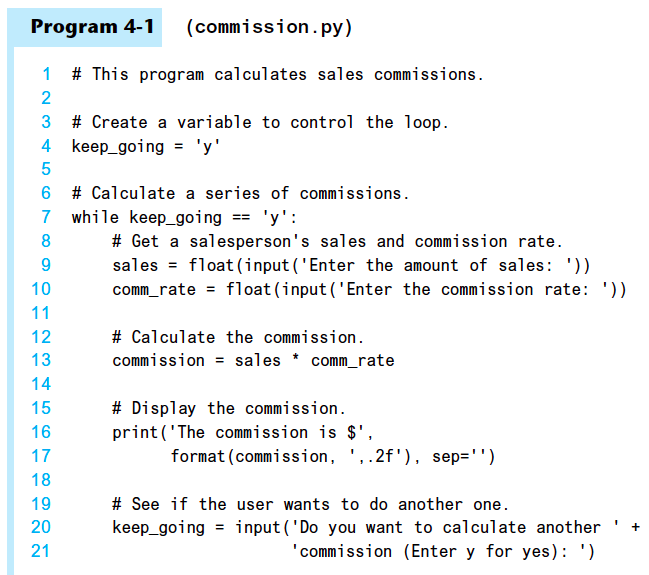 Program 4-1 (commission.py)
1 # This program calculates sales commissions.
2
3 # Create a variable to control the loop.
4 keep_going = 'y'
5
6 # Calculate a series of commissions.
7 while keep_going == 'y':
8     # Get a salesperson's sales and commission rate.
9     sales = float(input('Enter the amount of sales: '))
10     comm_rate = float(input('Enter the commission rate: '))
11
12     # Calculate the commission.
13     commission = sales * comm_rate
14
15     # Display the commission.
16     print('The commission is $',
17           format(commission, ',.2f'), sep='')
18
19     # See if the user wants to do another one.
20     keep_going = input('Do you want to calculate another ' +
21                        'commission (Enter y for yes): ')